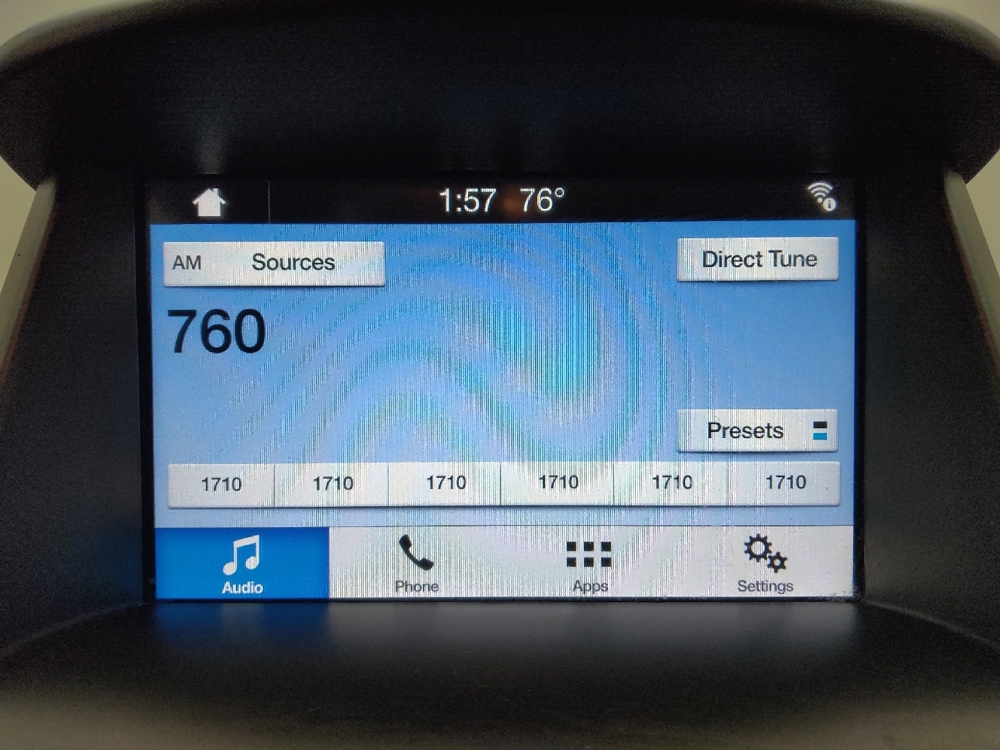 1:57 76°
AM Sources
Direct Tune
760
Presets
1710 1710 1710 1710 1710 1710
Audio Phone Apps Settings